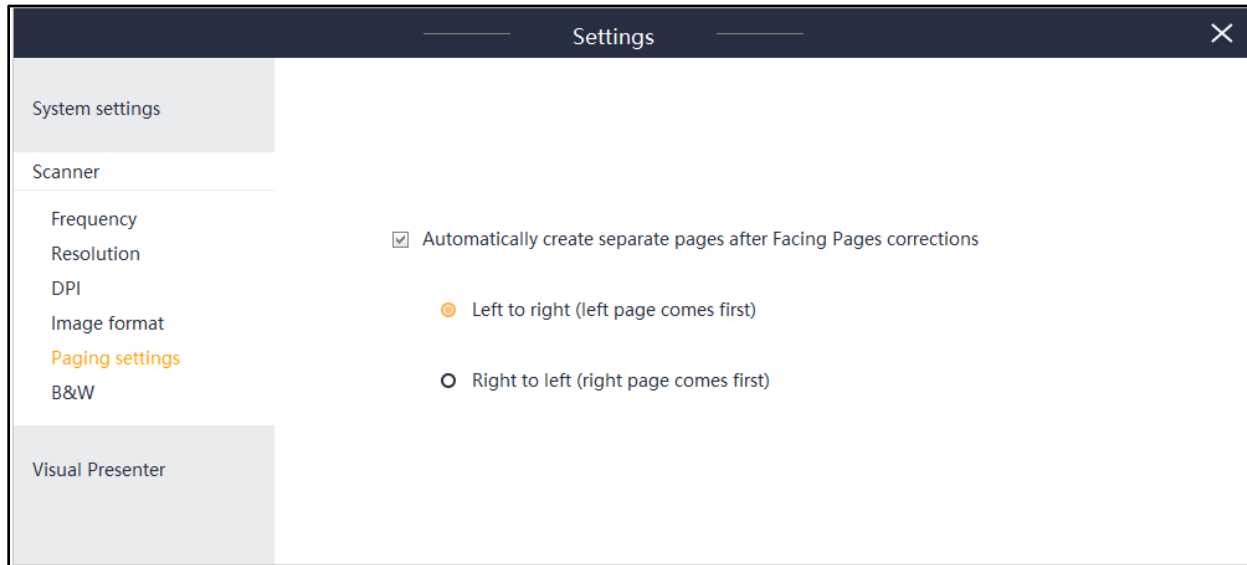 Settings
System settings
Scanner
Frequency
Resolution
DPI
Image format
Paging settings
B&W
Visual Presenter
Automatically create separate pages after Facing Pages corrections
Left to right (left page comes first)
Right to left (right page comes first)